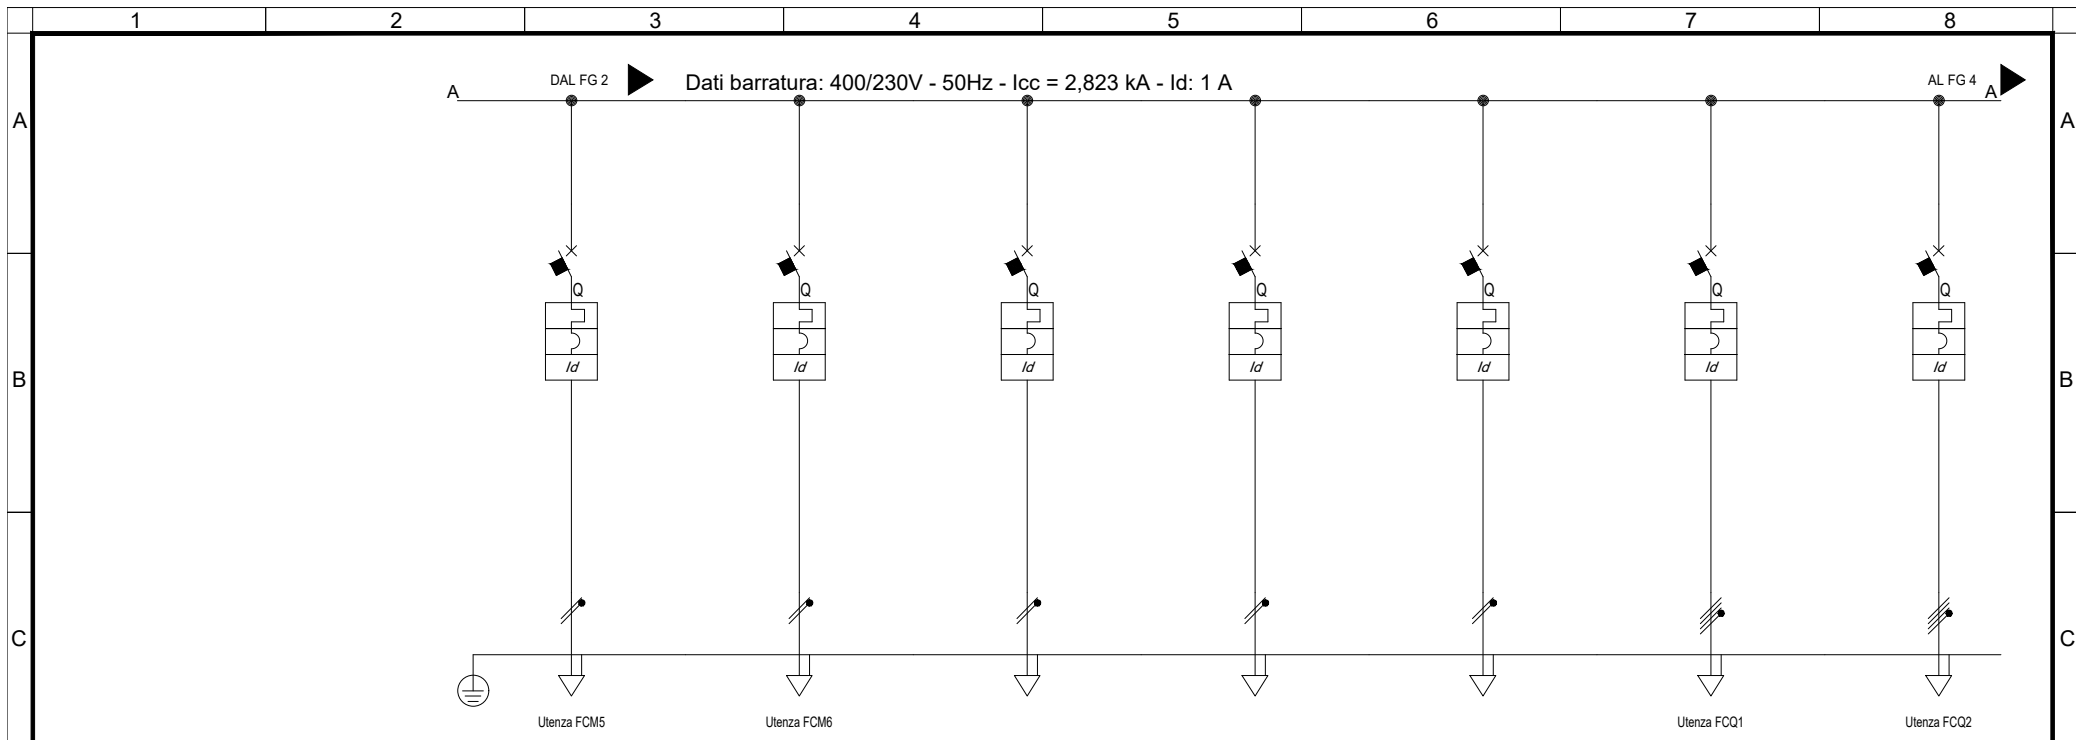 1 2 3 4 5 6 7 8
DAL FG 2 Dati barratura: 400/230V - 50Hz - Icc = 2,823 kA - Id: 1 A AL FG 4
A A
A A
Q Q Q Q Q Q Q
Id Id Id Id Id Id Id
B B
C C
Utenza FCM5 Utenza FCM6 Utenza FCQ1 Utenza FCQ2